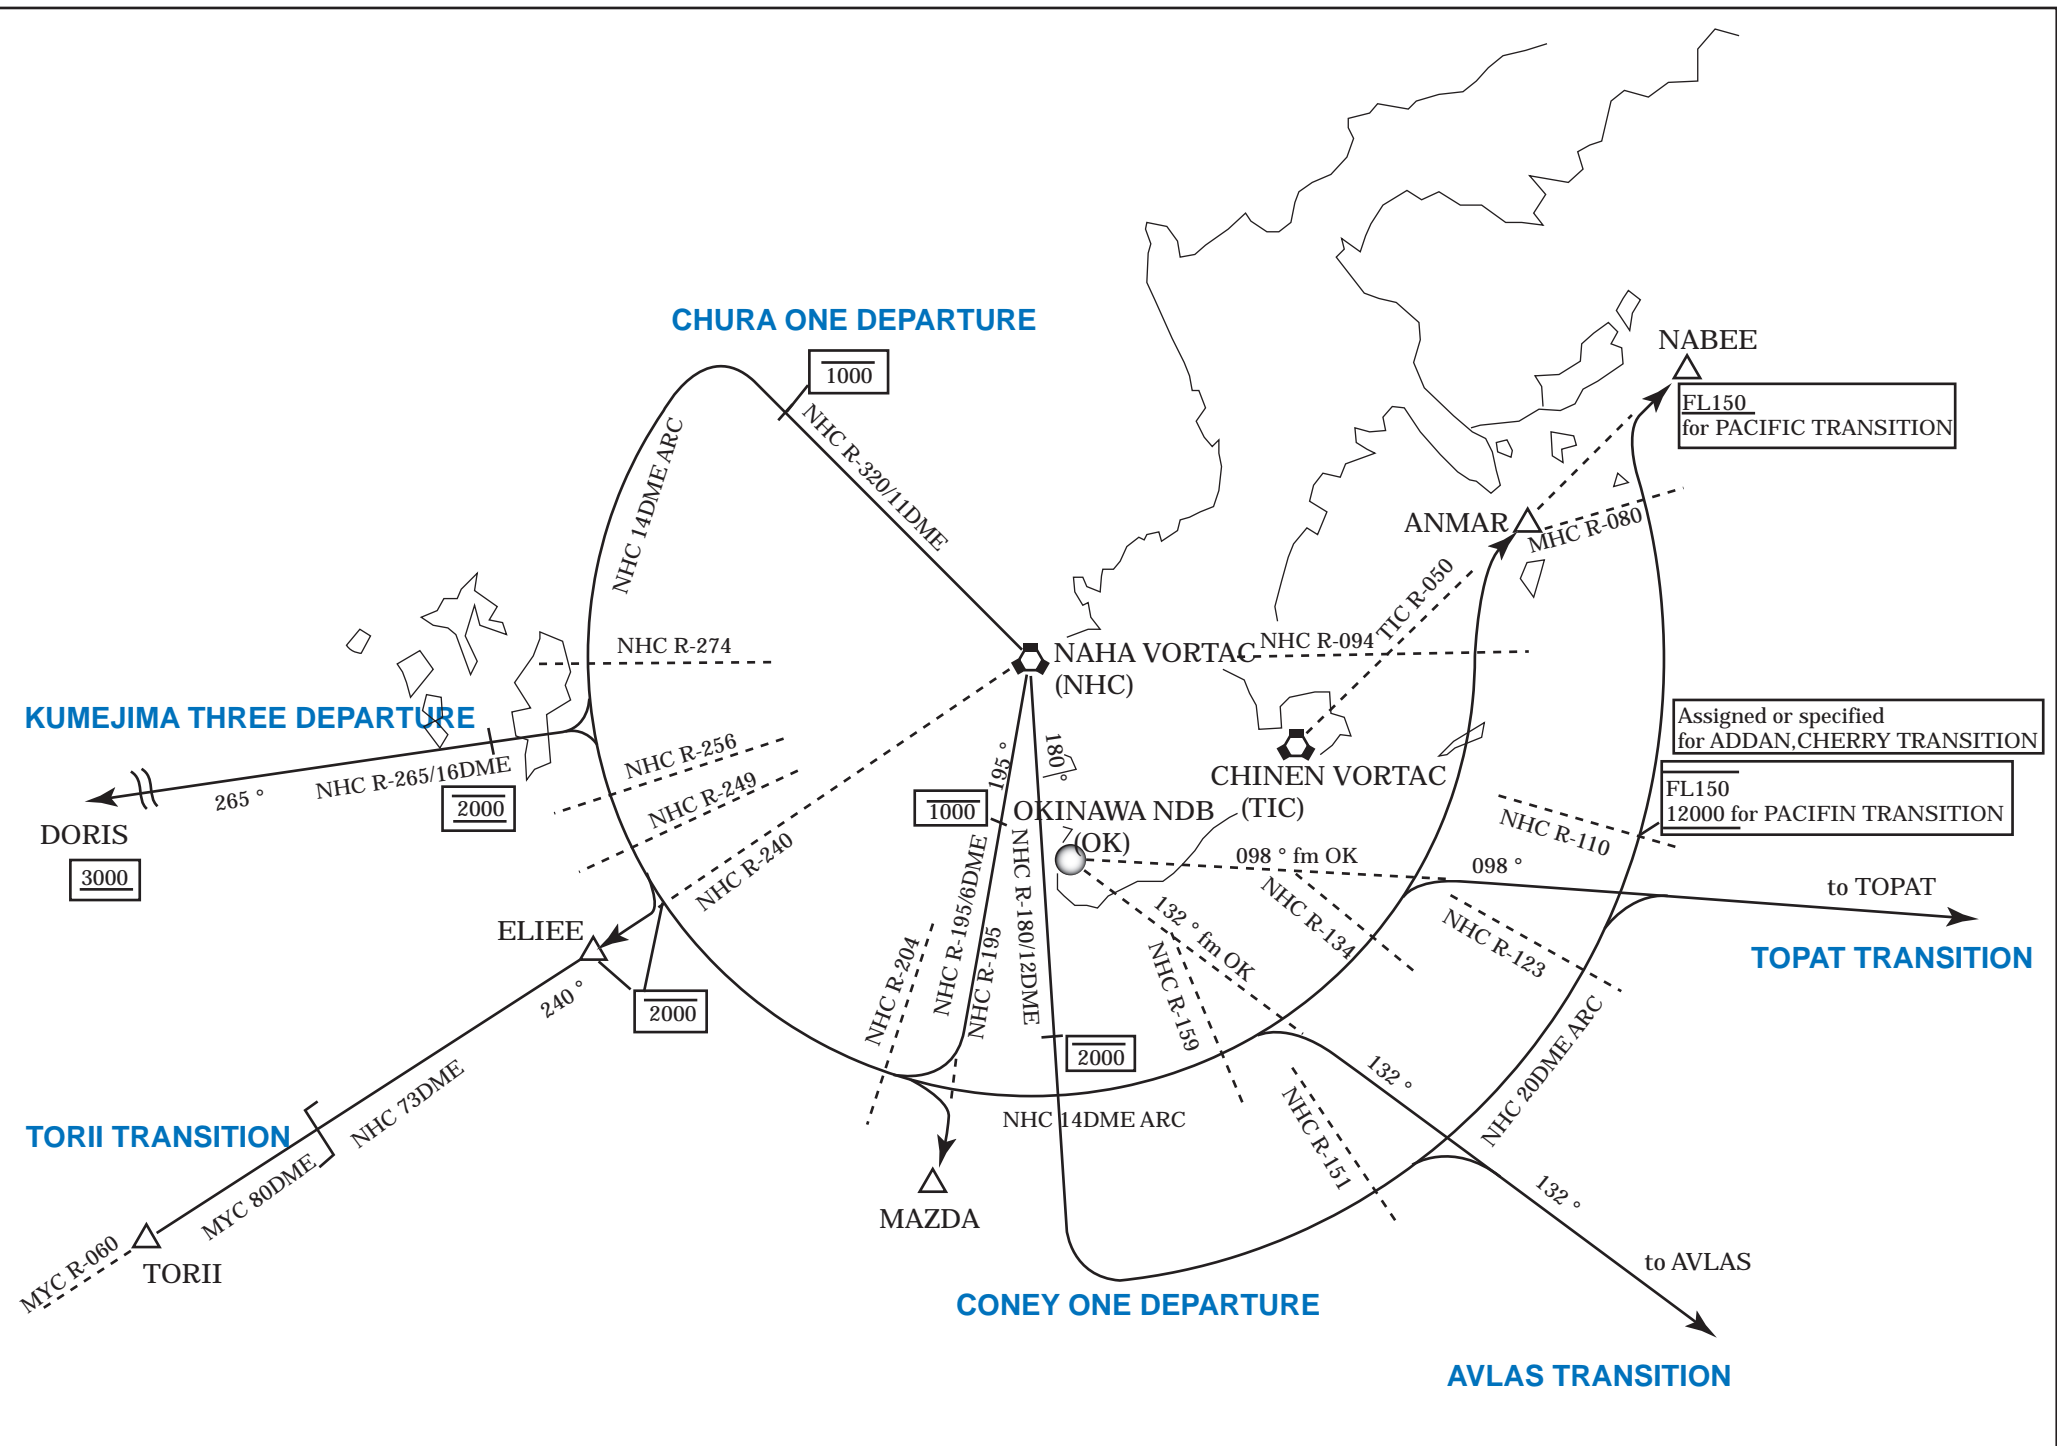 CHURA ONE DEPARTURE
1000
NABEE
FL150
for PACIFIC TRANSITION
NHC R-320/11DME
NHC 14DME ARC
ANMAR
MHC R-080
TIC R-050
NHC R-274
NAHA VORTAC
(NHC)
NHC R-094
KUMEJIMA THREE DEPARTURE
Assigned or specified
for ADDAN,CHERRY TRANSITION
NHC R-256
195 °
180 °
CHINEN VORTAC
(TIC)
FL150
12000 for PACIFIN TRANSITION
265 °
NHC R-265/16DME
2000
NHC R-249
1000
OKINAWA NDB
(OK)
NHC R-110
DORIS
3000
NHC R-240
NHC R-195/6DME
NHC R-180/12DME
098 ° fm OK
098 °
to TOPAT
NHC R-134
NHC R-123
ELIEE
132 ° fm OK
TOPAT TRANSITION
NHC R-204
NHC R-195
NHC R-159
240 °
2000
2000
NHC 20DME ARC
132 °
NHC 73DME
TORII TRANSITION
NHC 14DME ARC
NHC R-151
MYC 80DME
MAZDA
132 °
MYC R-060
TORII
to AVLAS
CONEY ONE DEPARTURE
AVLAS TRANSITION